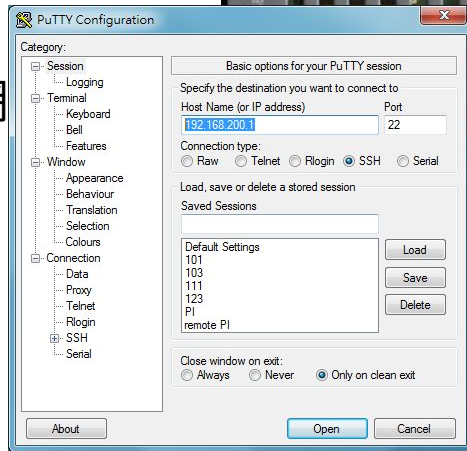 PuTTY Configuration
Category:
Session
Logging
Terminal
Keyboard
Bell
Features
Window
Appearance
Behaviour
Translation
Selection
Colours
Connection
Data
Proxy
Telnet
Rlogin
SSH
Serial
Basic options for your PuTTY session
Specify the destination you want to connect to
Host Name (or IP address) Port
192.168.200.1 22
Connection type:
Raw Telnet Rlogin SSH Serial
Load, save or delete a stored session
Saved Sessions
Default Settings
101
103
111
123
PI
remote PI
Load
Save
Delete
Close window on exit:
Always Never Only on clean exit
About Open Cancel